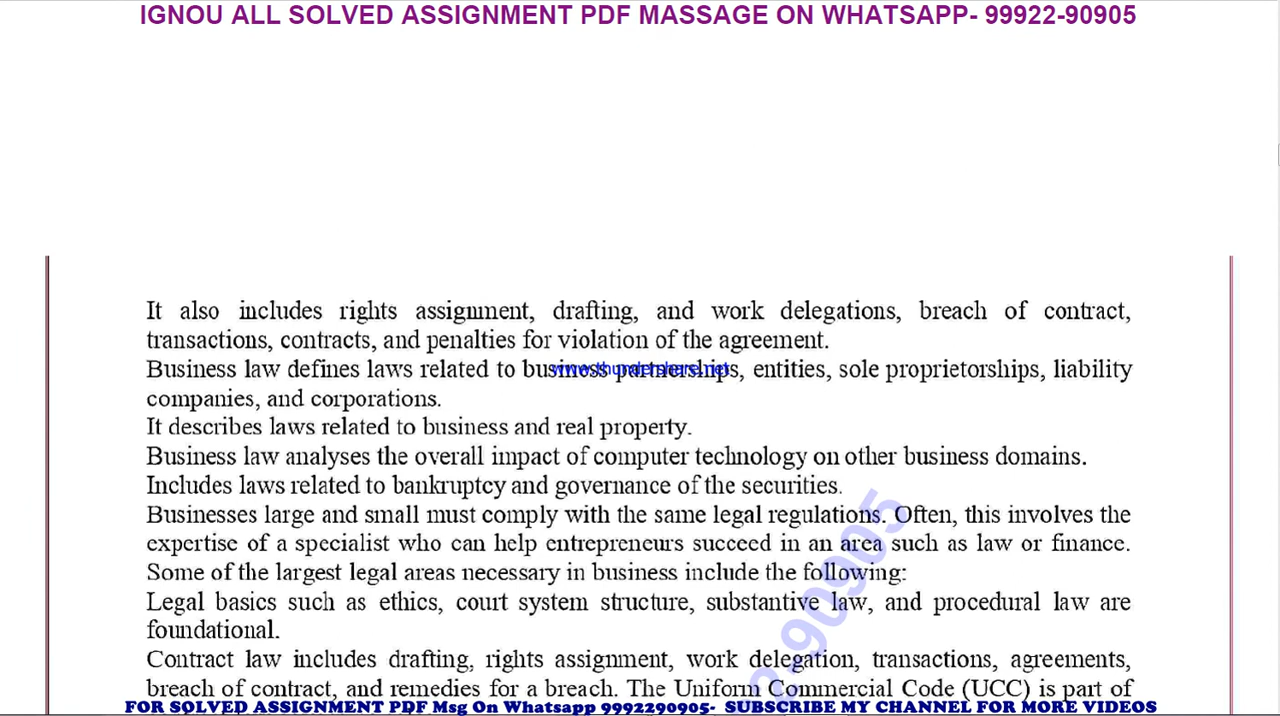 IGNOU ALL SOLVED ASSIGNMENT PDF MASSAGE ON WHATSAPP- 99922-90905
It also includes rights assignment, drafting, and work delegations, breach of contract,
transactions, contracts, and penalties for violation of the agreement.
Business law defines laws related to business partnerships, entities, sole proprietorships, liability
www.thundershare.net
companies, and corporations.
It describes laws related to business and real property.
Business law analyses the overall impact of computer technology on other business domains.
Includes laws related to bankruptcy and governance of the securities.
Businesses large and small must comply with the same legal regulations. Often, this involves the
expertise of a specialist who can help entrepreneurs succeed in an area such as law or finance.
Some of the largest legal areas necessary in business include the following:
Legal basics such as ethics, court system structure, substantive law, and procedural law are
foundational.
Contract law includes drafting, rights assignment, work delegation, transactions, agreements,
breach of contract, and remedies for a breach. The Uniform Commercial Code (UCC) is part of
2-90905
FOR SOLVED ASSIGNMENT PDF Msg On Whatsapp 9992290905- SUBSCRIBE MY CHANNEL FOR MORE VIDEOS